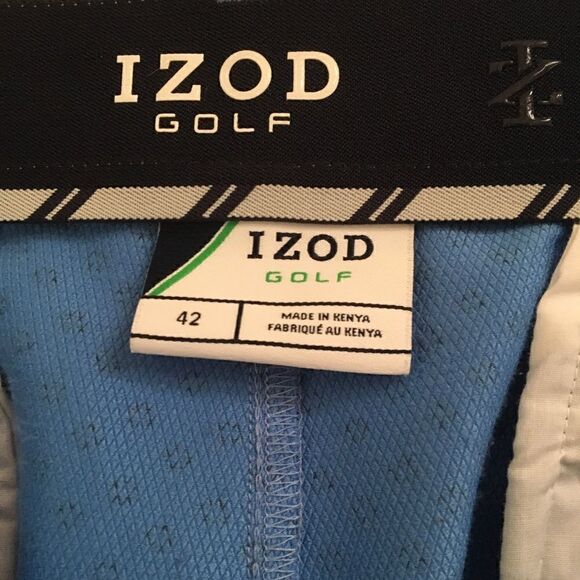 IZOD
GOLF
IZOD
GOLF
42
MADE IN KENYA
FABRIQUÉ AU KENYA